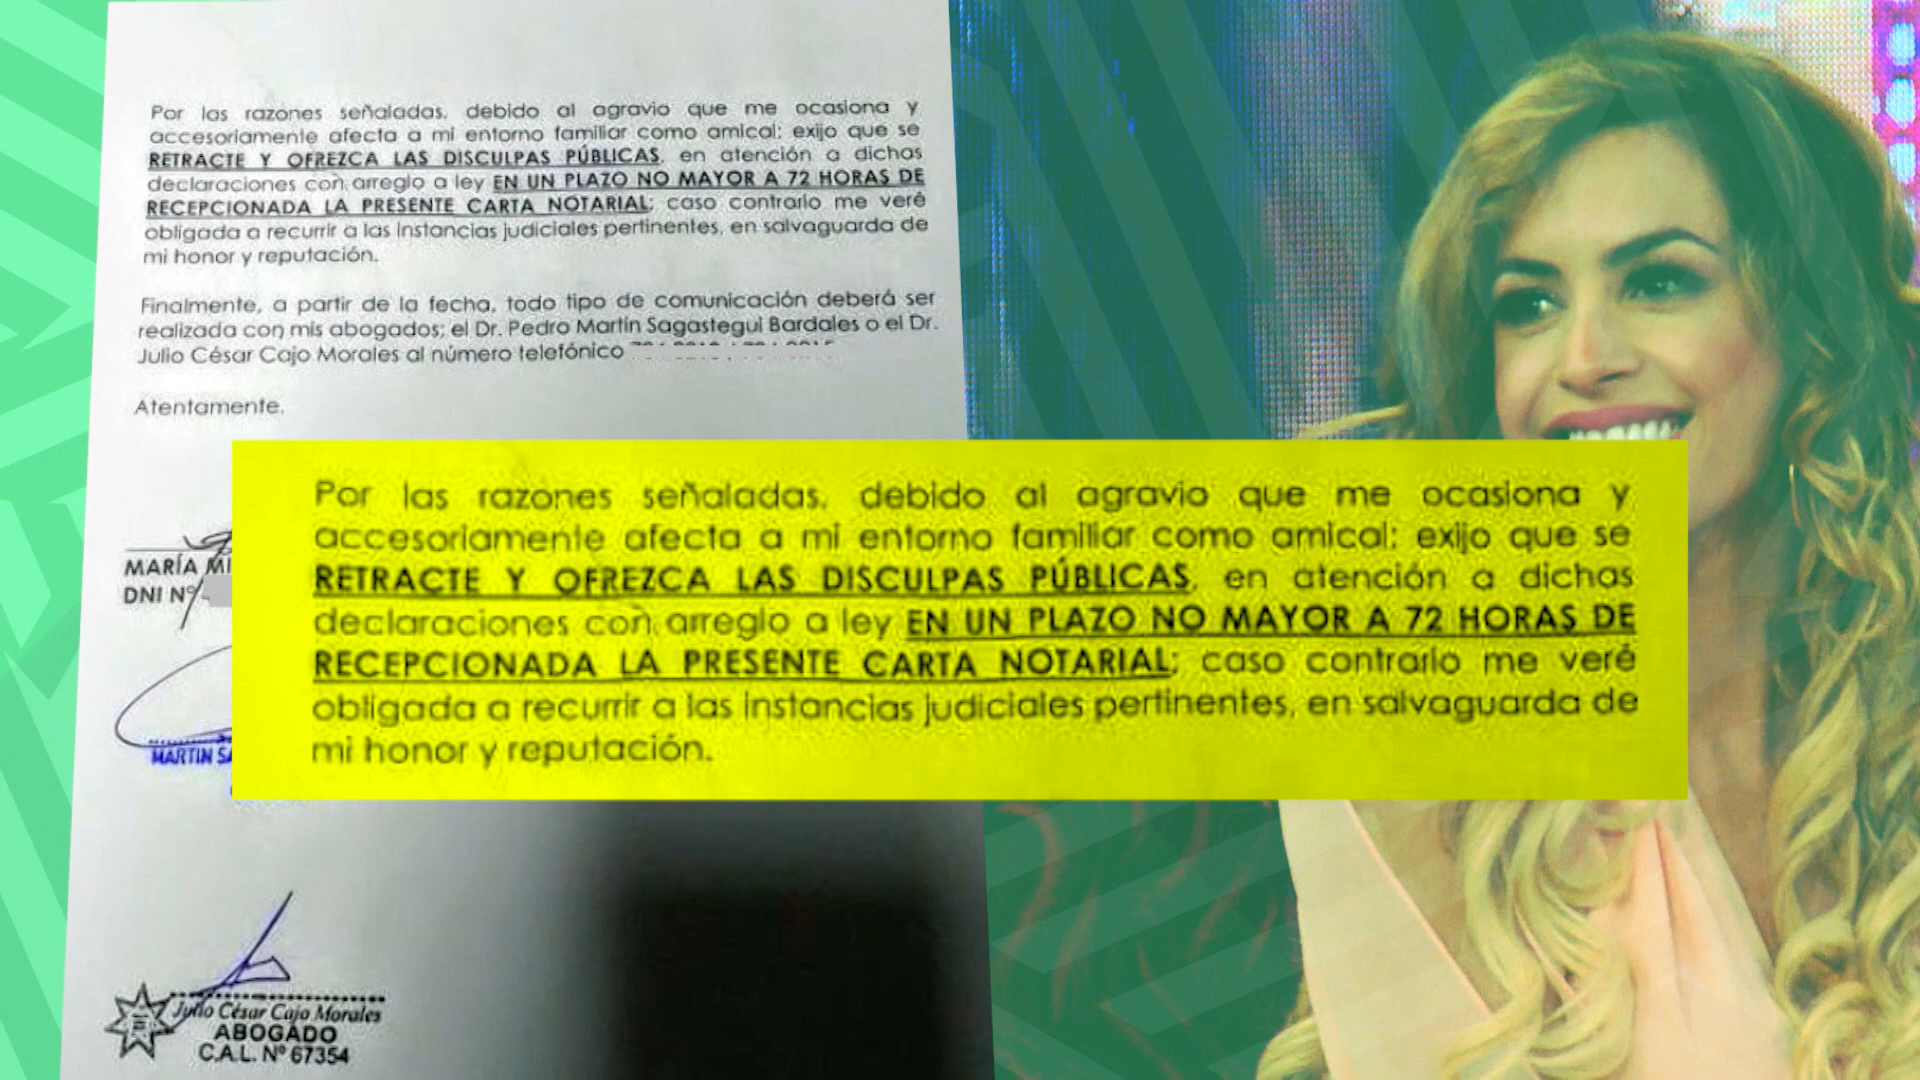 Por las razones señaladas, debido al agravio que me ocasiona y
accesoriamente afecta a mi entorno familiar como amical; exijo que se
RETRACTE Y OFREZCA LAS DISCULPAS PÚBLICAS, en atención a dichas
declaraciones con arreglo a ley EN UN PLAZO NO MAYOR A 72 HORAS DE
RECEPCIONADA LA PRESENTE CARTA NOTARIAL; caso contrario me veré
obligada a recurrir a las instancias judiciales pertinentes, en salvaguarda de
mi honor y reputación.
Finalmente, a partir de la fecha, todo tipo de comunicación deberá ser
realizada con mis abogados; el Dr. Pedro Martín Sagastegui Bardales o el Dr.
Julio César Cajo Morales al número telefónico
Atentamente.
MARÍA MI
DNI Nº
MARTIN SA
Por las razones señaladas, debido al agravio que me ocasiona y
accesoriamente afecta a mi entorno familiar como amical; exijo que se
RETRACTE Y OFREZCA LAS DISCULPAS PÚBLICAS, en atención a dichas
declaraciones con arreglo a ley EN UN PLAZO NO MAYOR A 72 HORAS DE
RECEPCIONADA LA PRESENTE CARTA NOTARIAL; caso contrario me veré
obligada a recurrir a las instancias judiciales pertinentes, en salvaguarda de
mi honor y reputación.
Julio César Cajo Morales
ABOGADO
C.A.L. Nº 67354